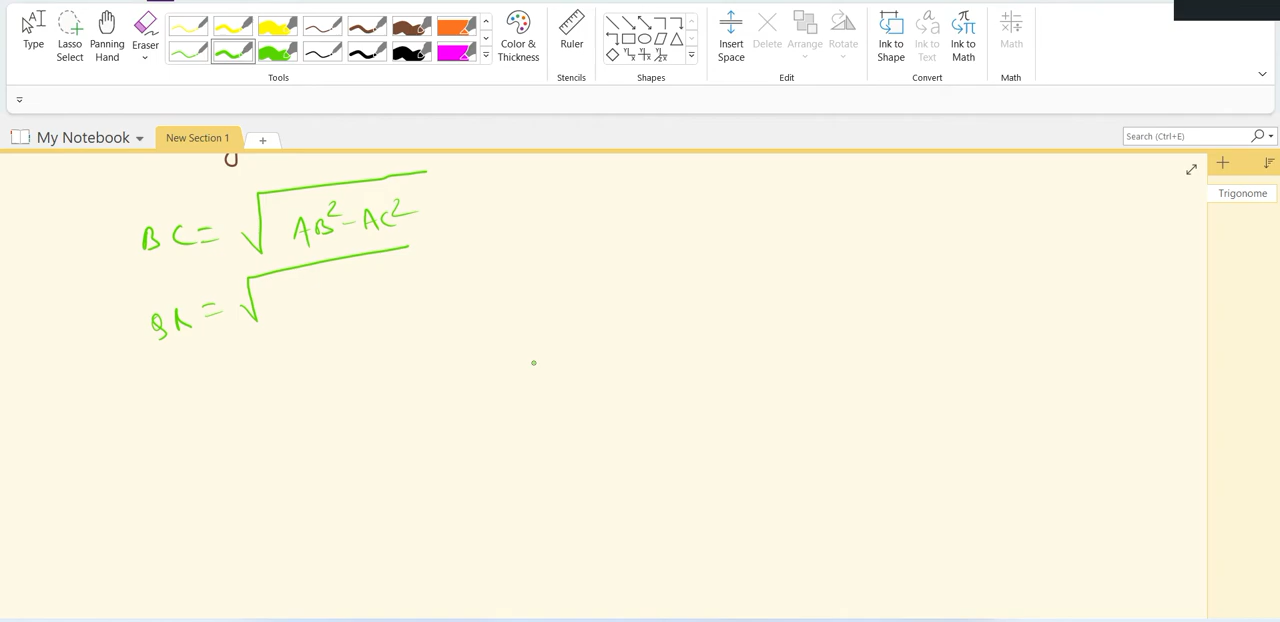 Type
Lasso Select
Panning Hand
Eraser
Color & Thickness
Ruler
Insert Space
Delete
Arrange
Rotate
Ink to Shape
Ink to Text
Ink to Math
Math
Tools
Stencils
Shapes
Edit
Convert
Math
My Notebook
New Section 1
Search (Ctrl+E)
Trigonome
BC = √AB² - AC²
QR = √